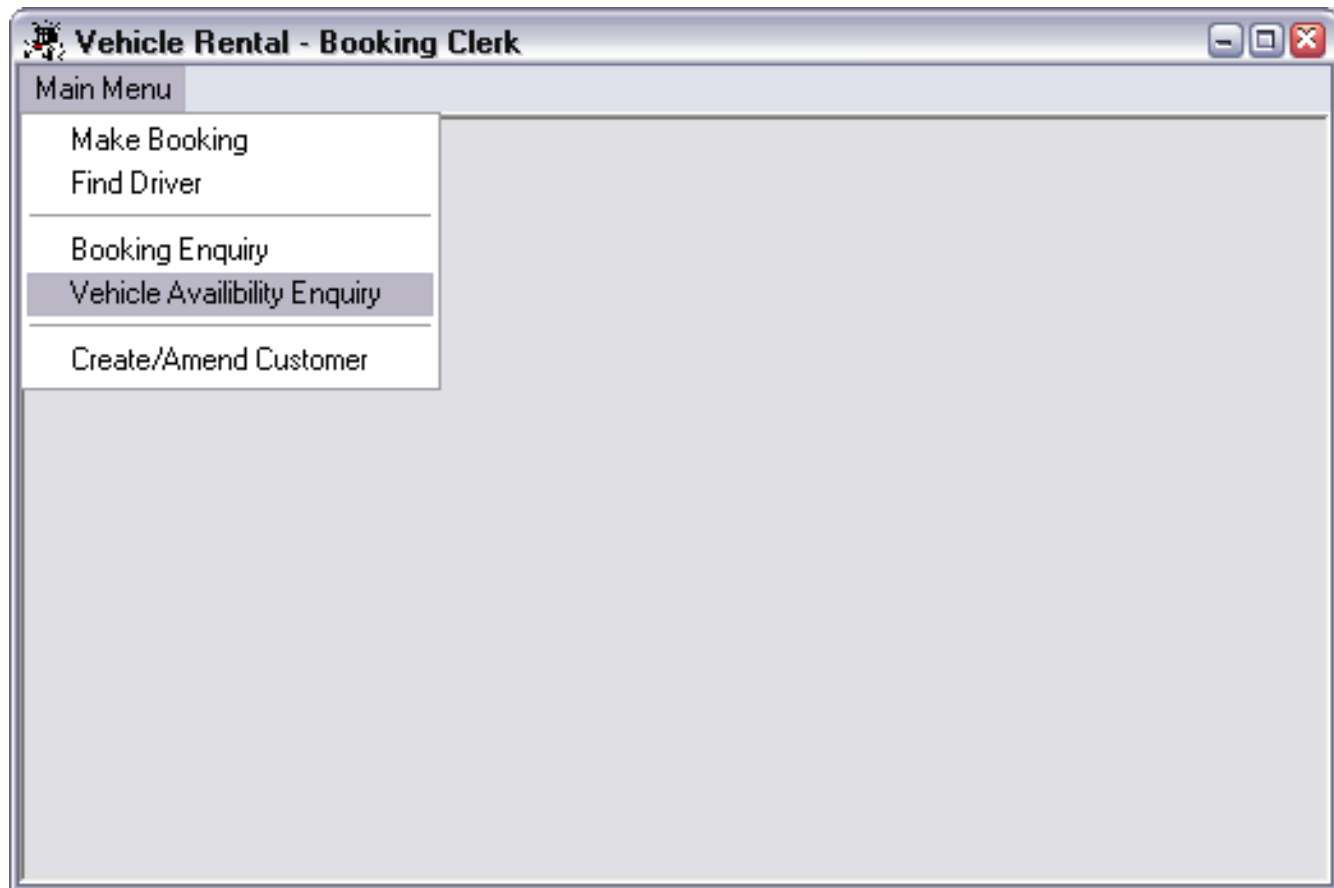 Vehicle Rental - Booking Clerk
Main Menu
Make Booking
Find Driver
Booking Enquiry
Vehicle Availibility Enquiry
Create/Amend Customer